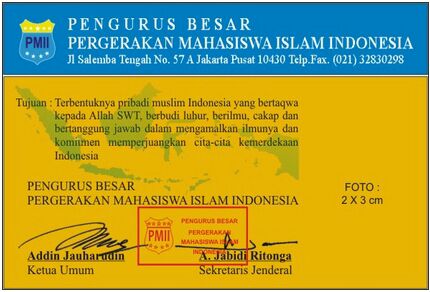 PMII
PENGURUS BESAR
PERGERAKAN MAHASISWA ISLAM INDONESIA
Jl Salemba Tengah No. 57 A Jakarta Pusat 10430 Telp.Fax. (021) 32830298
Tujuan : Terbentuknya pribadi muslim Indonesia yang bertaqwa
kepada Allah SWT, berbudi luhur, berilmu, cakap dan
bertanggung jawab dalam mengamalkan ilmunya dan
komitmen memperjuangkan cita-cita kemerdekaan
Indonesia
PENGURUS BESAR
PERGERAKAN MAHASISWA ISLAM INDONESIA
FOTO :
2 X 3 cm
PMII
PENGURUS BESAR
PERGERAKAN
MAHASISWA ISLAM
INDONESIA
Addin Jauharudin
Ketua Umum
A. Jabidi Ritonga
Sekretaris Jenderal